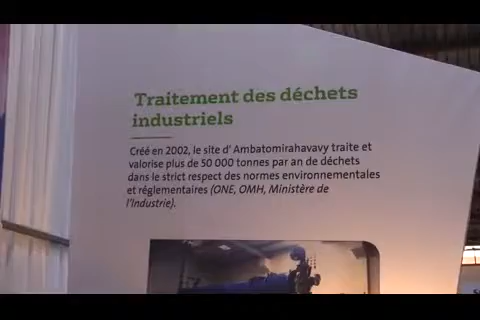 Traitement des déchets
industriels
Créé en 2002, le site d' Ambatomirahavavy traite et
valorise plus de 50 000 tonnes par an de déchets
dans le strict respect des normes environnementales
et réglementaires (ONE, OMH, Ministère de
l'Industrie).